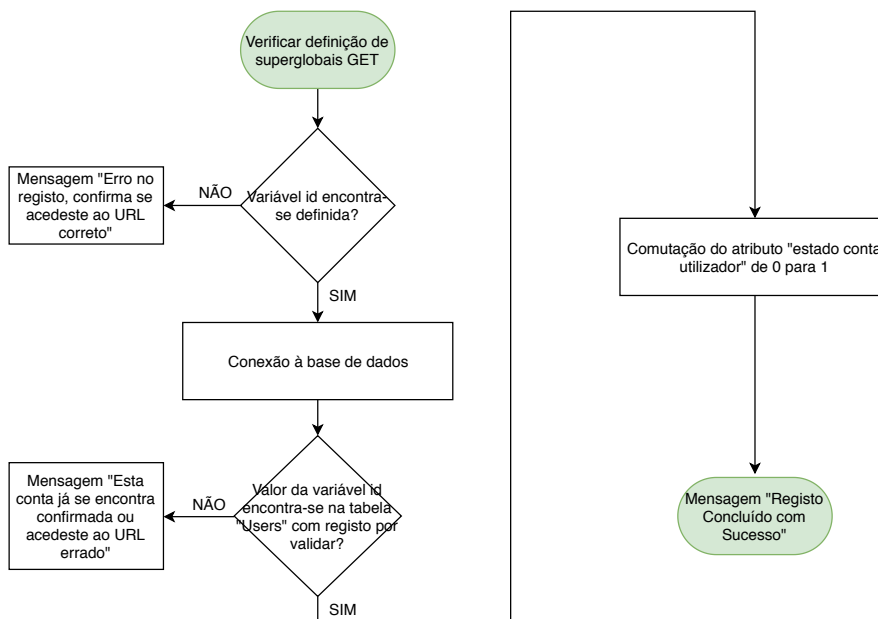 Verificar definição de
superglobais GET
Variável id encontra-
se definida?
NÃO
Mensagem "Erro no
registo, confirma se
acedeste ao URL
correto"
SIM
Conexão à base de dados
Valor da variável id
encontra-se na tabela
"Users" com registo por
validar?
NÃO
Mensagem "Esta
conta já se encontra
confirmada ou
acedeste ao URL
errado"
SIM
Comutação do atributo "estado conta
utilizador" de 0 para 1
Mensagem "Registo
Concluído com
Sucesso"